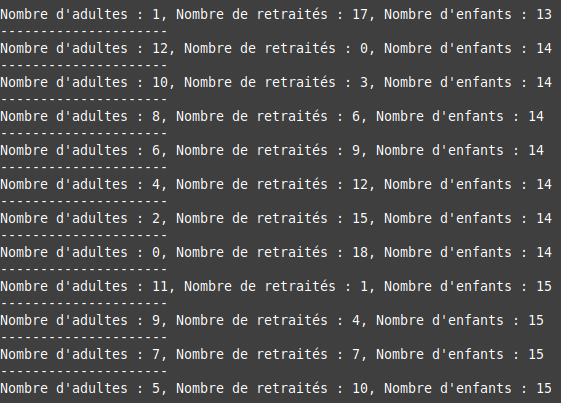 Nombre d'adultes : 1, Nombre de retraités : 17, Nombre d'enfants : 13
---------------------
Nombre d'adultes : 12, Nombre de retraités : 0, Nombre d'enfants : 14
---------------------
Nombre d'adultes : 10, Nombre de retraités : 3, Nombre d'enfants : 14
---------------------
Nombre d'adultes : 8, Nombre de retraités : 6, Nombre d'enfants : 14
---------------------
Nombre d'adultes : 6, Nombre de retraités : 9, Nombre d'enfants : 14
---------------------
Nombre d'adultes : 4, Nombre de retraités : 12, Nombre d'enfants : 14
---------------------
Nombre d'adultes : 2, Nombre de retraités : 15, Nombre d'enfants : 14
---------------------
Nombre d'adultes : 0, Nombre de retraités : 18, Nombre d'enfants : 14
---------------------
Nombre d'adultes : 11, Nombre de retraités : 1, Nombre d'enfants : 15
---------------------
Nombre d'adultes : 9, Nombre de retraités : 4, Nombre d'enfants : 15
---------------------
Nombre d'adultes : 7, Nombre de retraités : 7, Nombre d'enfants : 15
---------------------
Nombre d'adultes : 5, Nombre de retraités : 10, Nombre d'enfants : 15